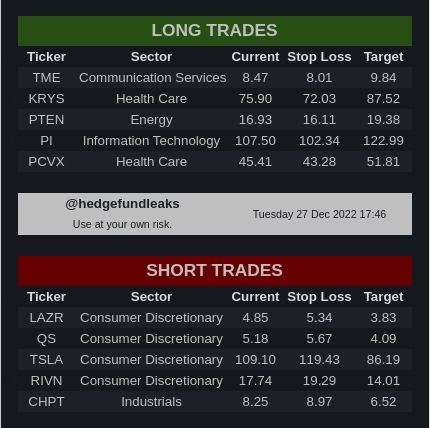 LONG TRADES
Ticker Sector Current Stop Loss Target
TME Communication Services 8.47 8.01 9.84
KRYS Health Care 75.90 72.03 87.52
PTEN Energy 16.93 16.11 19.38
PI Information Technology 107.50 102.34 122.99
PCVX Health Care 45.41 43.28 51.81
@hedgefundleaks
Use at your own risk.
Tuesday 27 Dec 2022 17:46
SHORT TRADES
Ticker Sector Current Stop Loss Target
LAZR Consumer Discretionary 4.85 5.34 3.83
QS Consumer Discretionary 5.18 5.67 4.09
TSLA Consumer Discretionary 109.10 119.43 86.19
RIVN Consumer Discretionary 17.74 19.29 14.01
CHPT Industrials 8.25 8.97 6.52